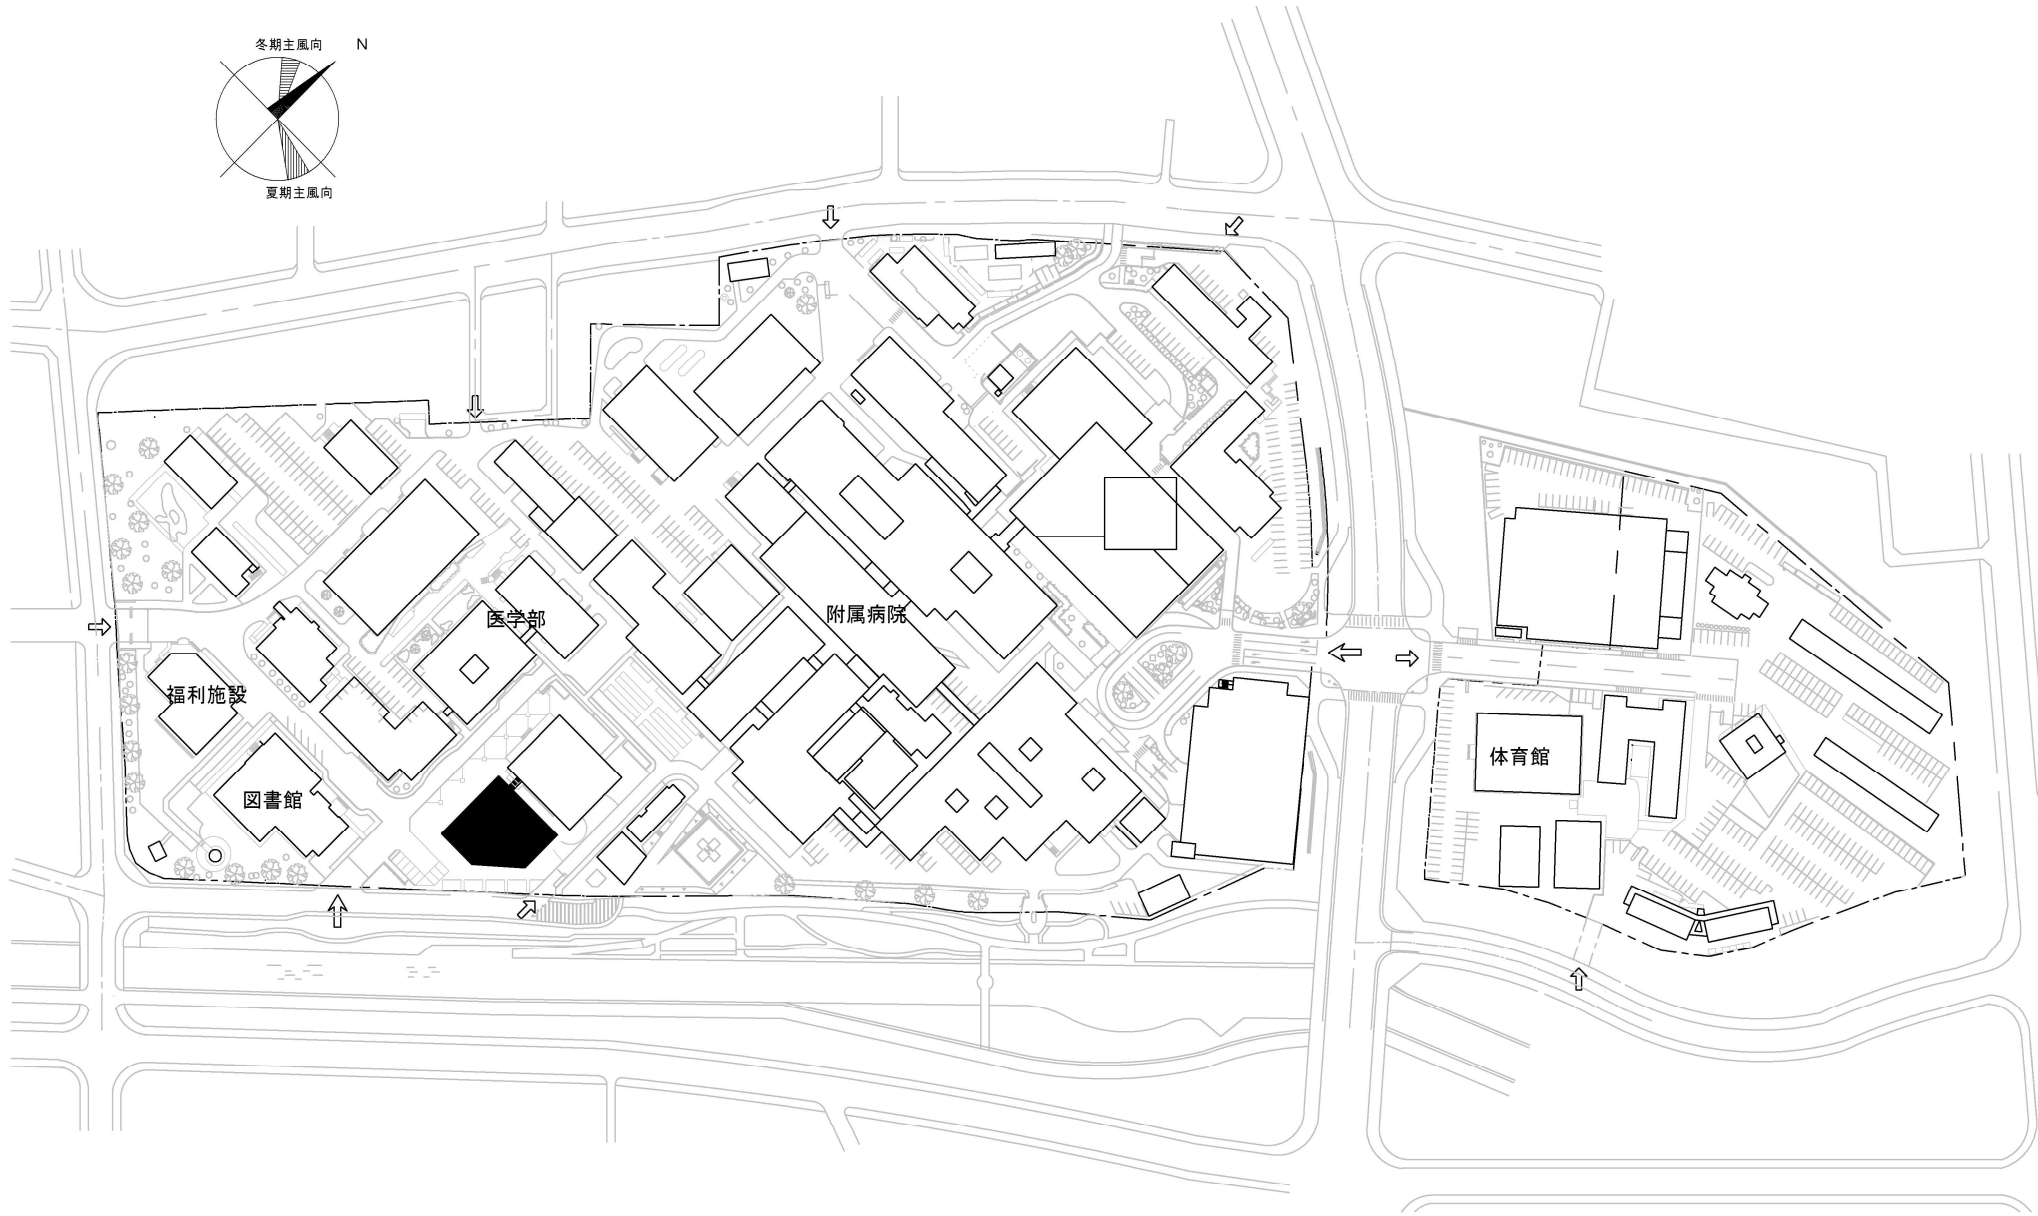 冬期主風向
N
夏期主風向
医学部
附属病院
福利施設
図書館
体育館